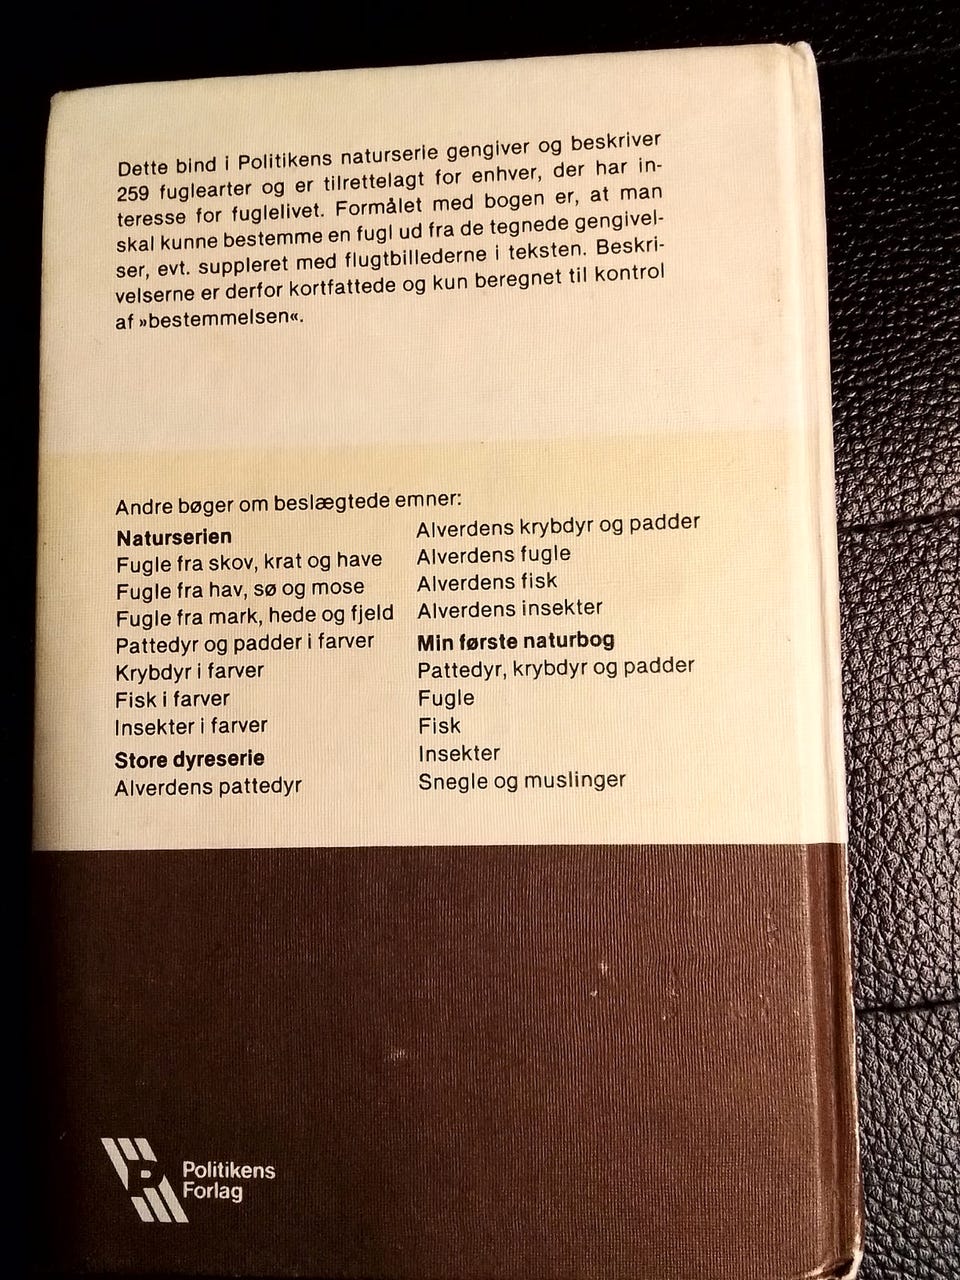 Dette bind i Politikens naturserie gengiver og beskriver
259 fuglearter og er tilrettelagt for enhver, der har in-
teresse for fuglelivet. Formålet med bogen er, at man
skal kunne bestemme en fugl ud fra de tegnede gengivel-
ser, evt. suppleret med flugtbillederne i teksten. Beskri-
velserne er derfor kortfattede og kun beregnet til kontrol
af »bestemmelsen«.
Andre bøger om beslægtede emner:
Naturserien
Fugle fra skov, krat og have
Fugle fra hav, sø og mose
Fugle fra mark, hede og fjeld
Pattedyr og padder i farver
Krybdyr i farver
Fisk i farver
Insekter i farver
Store dyreserie
Alverdens pattedyr
Alverdens krybdyr og padder
Alverdens fugle
Alverdens fisk
Alverdens insekter
Min første naturbog
Pattedyr, krybdyr og padder
Fugle
Fisk
Insekter
Snegle og muslinger
Politikens
Forlag